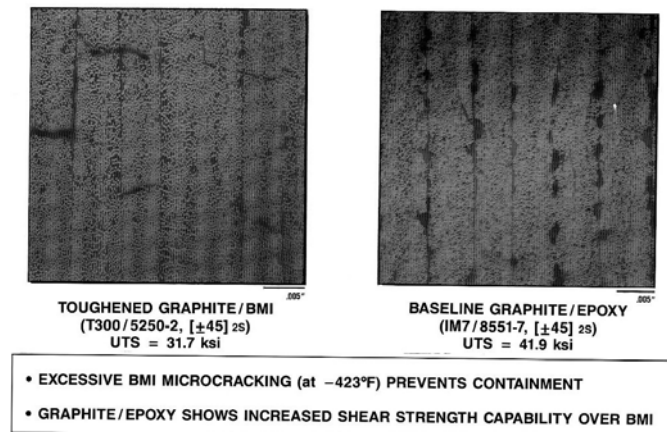 .005"
.005"
TOUGHENED GRAPHITE/BMI
(T300/5250-2, [±45] 2S)
UTS = 31.7 ksi
BASELINE GRAPHITE/EPOXY
(IM7/8551-7, [±45] 2S)
UTS = 41.9 ksi
• EXCESSIVE BMI MICROCRACKING (at −423ºF) PREVENTS CONTAINMENT
• GRAPHITE/EPOXY SHOWS INCREASED SHEAR STRENGTH CAPABILITY OVER BMI